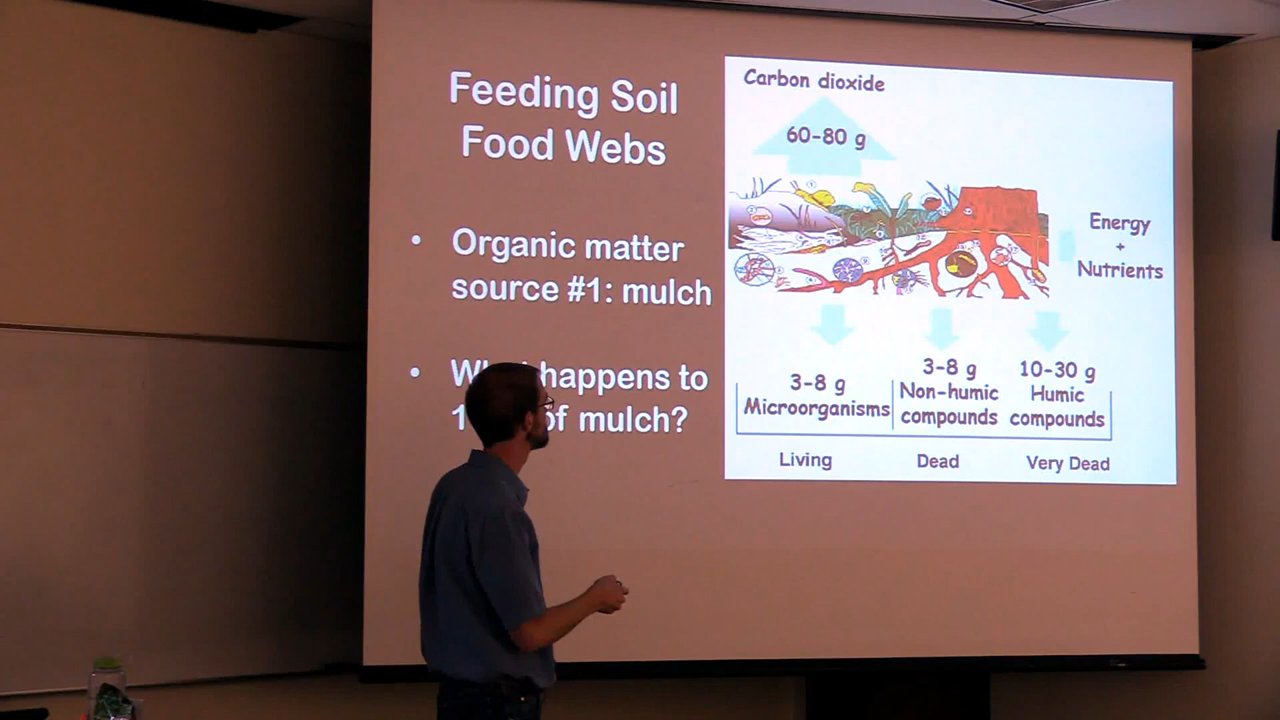 Feeding Soil
Food Webs
• Organic matter
source #1: mulch
• happens to
of mulch?
Carbon dioxide
60-80 g
Energy
+
Nutrients
3-8 g
Microorganisms
3-8 g
Non-humic
compounds
10-30 g
Humic
compounds
Living
Dead
Very Dead